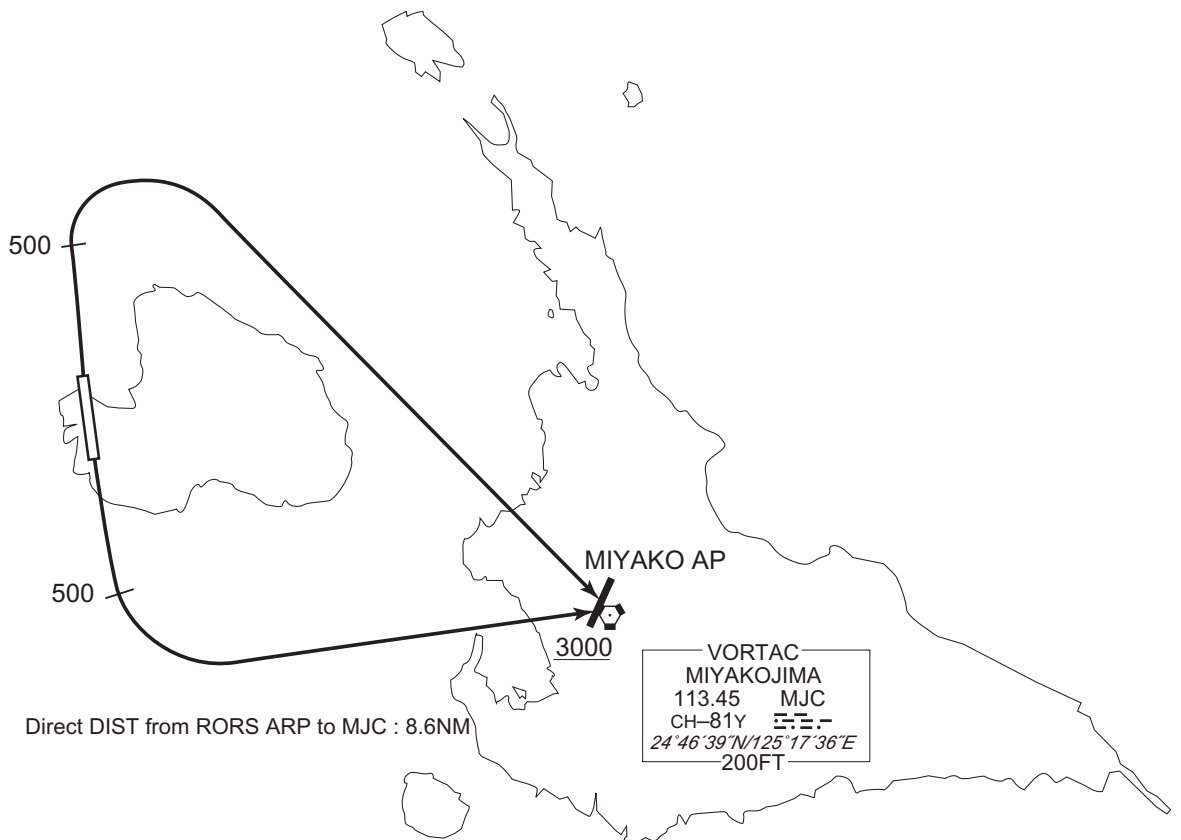 500
MIYAKO AP
500
3000
VORTAC
MIYAKOJIMA
113.45 MJC
CH–81Y
24°46′39″N/125°17′36″E
200FT
Direct DIST from RORS ARP to MJC : 8.6NM